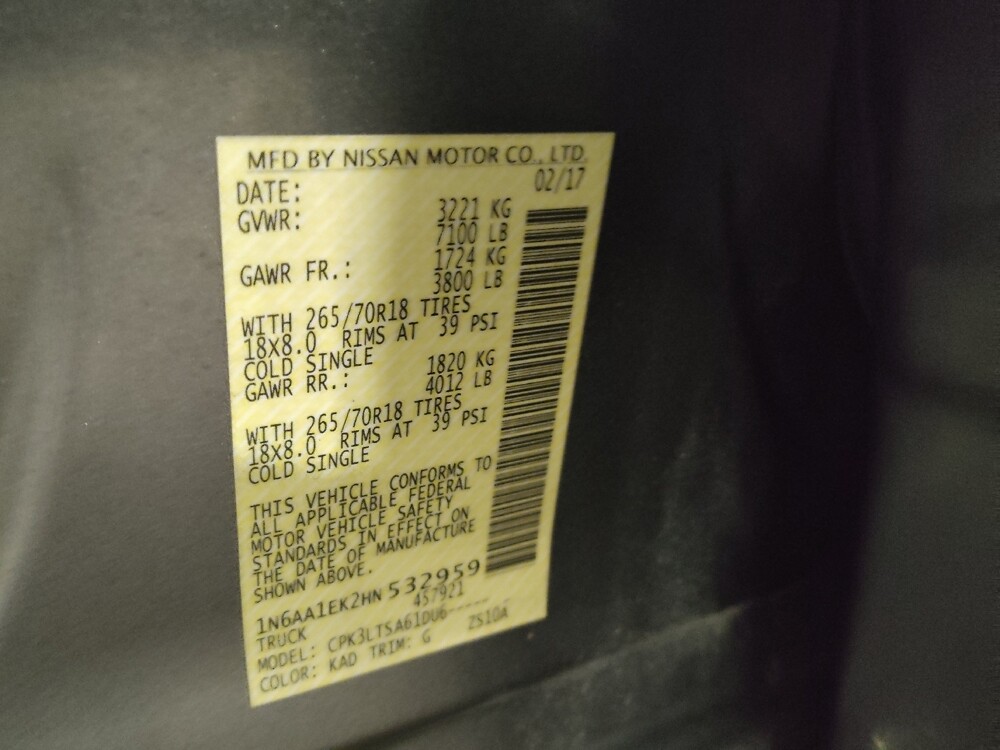 MFD BY NISSAN MOTOR CO., LTD.
DATE: 02/17
GVWR: 3221 KG
7100 LB
GAWR FR.: 1724 KG
3800 LB
WITH 265/70R18 TIRES
18X8.0 RIMS AT 39 PSI
COLD SINGLE
GAWR RR.: 1820 KG
4012 LB
WITH 265/70R18 TIRES
18X8.0 RIMS AT 39 PSI
COLD SINGLE
THIS VEHICLE CONFORMS TO
ALL APPLICABLE FEDERAL
MOTOR VEHICLE SAFETY
STANDARDS IN EFFECT ON
THE DATE OF MANUFACTURE
SHOWN ABOVE.
1N6AA1EK2HN532959
TRUCK 457921
MODEL: CPK3LTSA61DU6----- -
COLOR: KAD TRIM: G ZS10A